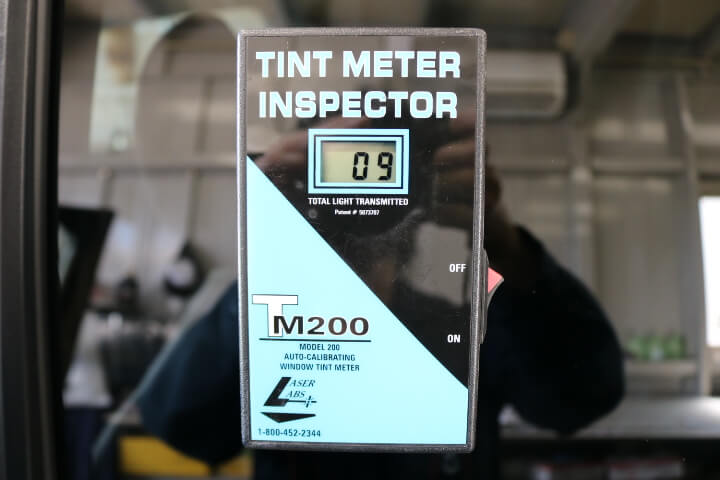 TINT METER
INSPECTOR
09
TOTAL LIGHT TRANSMITTED
Patent # 5073707
OFF
ON
TM200
MODEL 200
AUTO-CALIBRATING
WINDOW TINT METER
LASER
LABS
1-800-452-2344